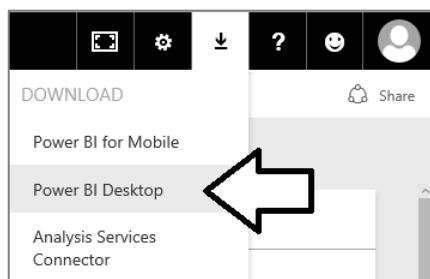 ?
DOWNLOAD
Share
Power BI for Mobile
Power BI Desktop
Analysis Services
Connector